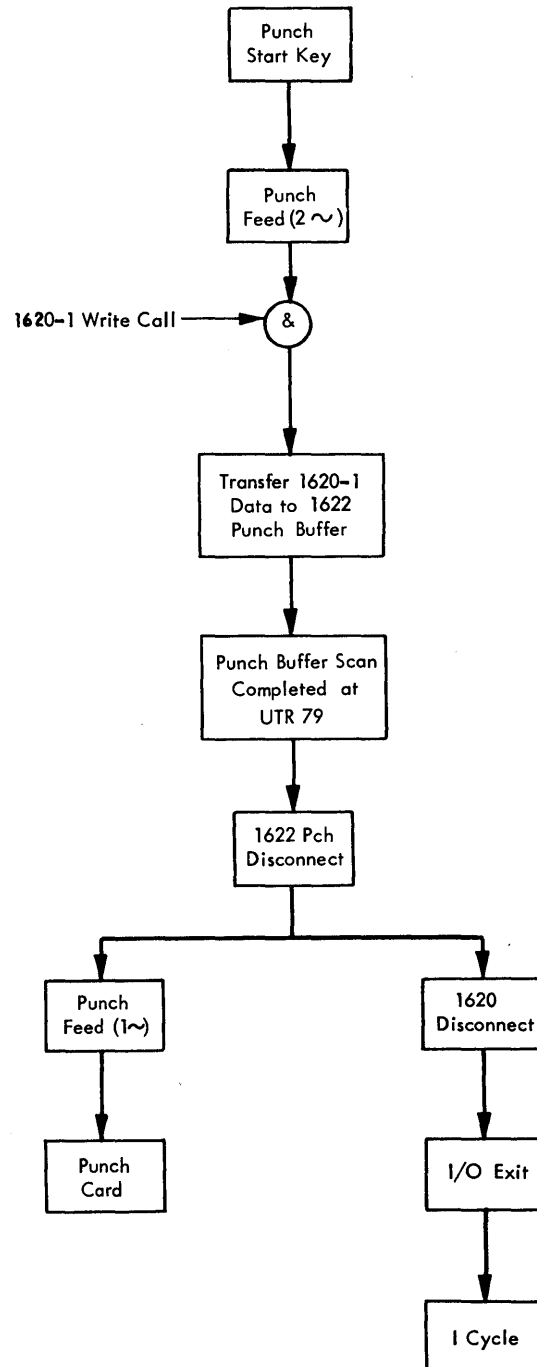 Punch
Start Key
Punch
Feed (2 ~)
1620-1 Write Call
&
Transfer 1620-1
Data to 1622
Punch Buffer
Punch Buffer Scan
Completed at
UTR 79
1622 Pch
Disconnect
Punch
Feed (1~)
1620
Disconnect
Punch
Card
I/O Exit
I Cycle